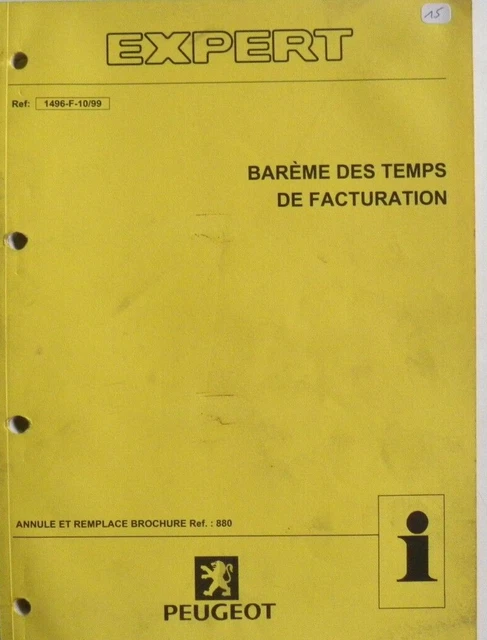 15
EXPERT
Ref: 1496-F-10/99
BARÈME DES TEMPS
DE FACTURATION
ANNULE ET REMPLACE BROCHURE Ref. : 880
i
PEUGEOT